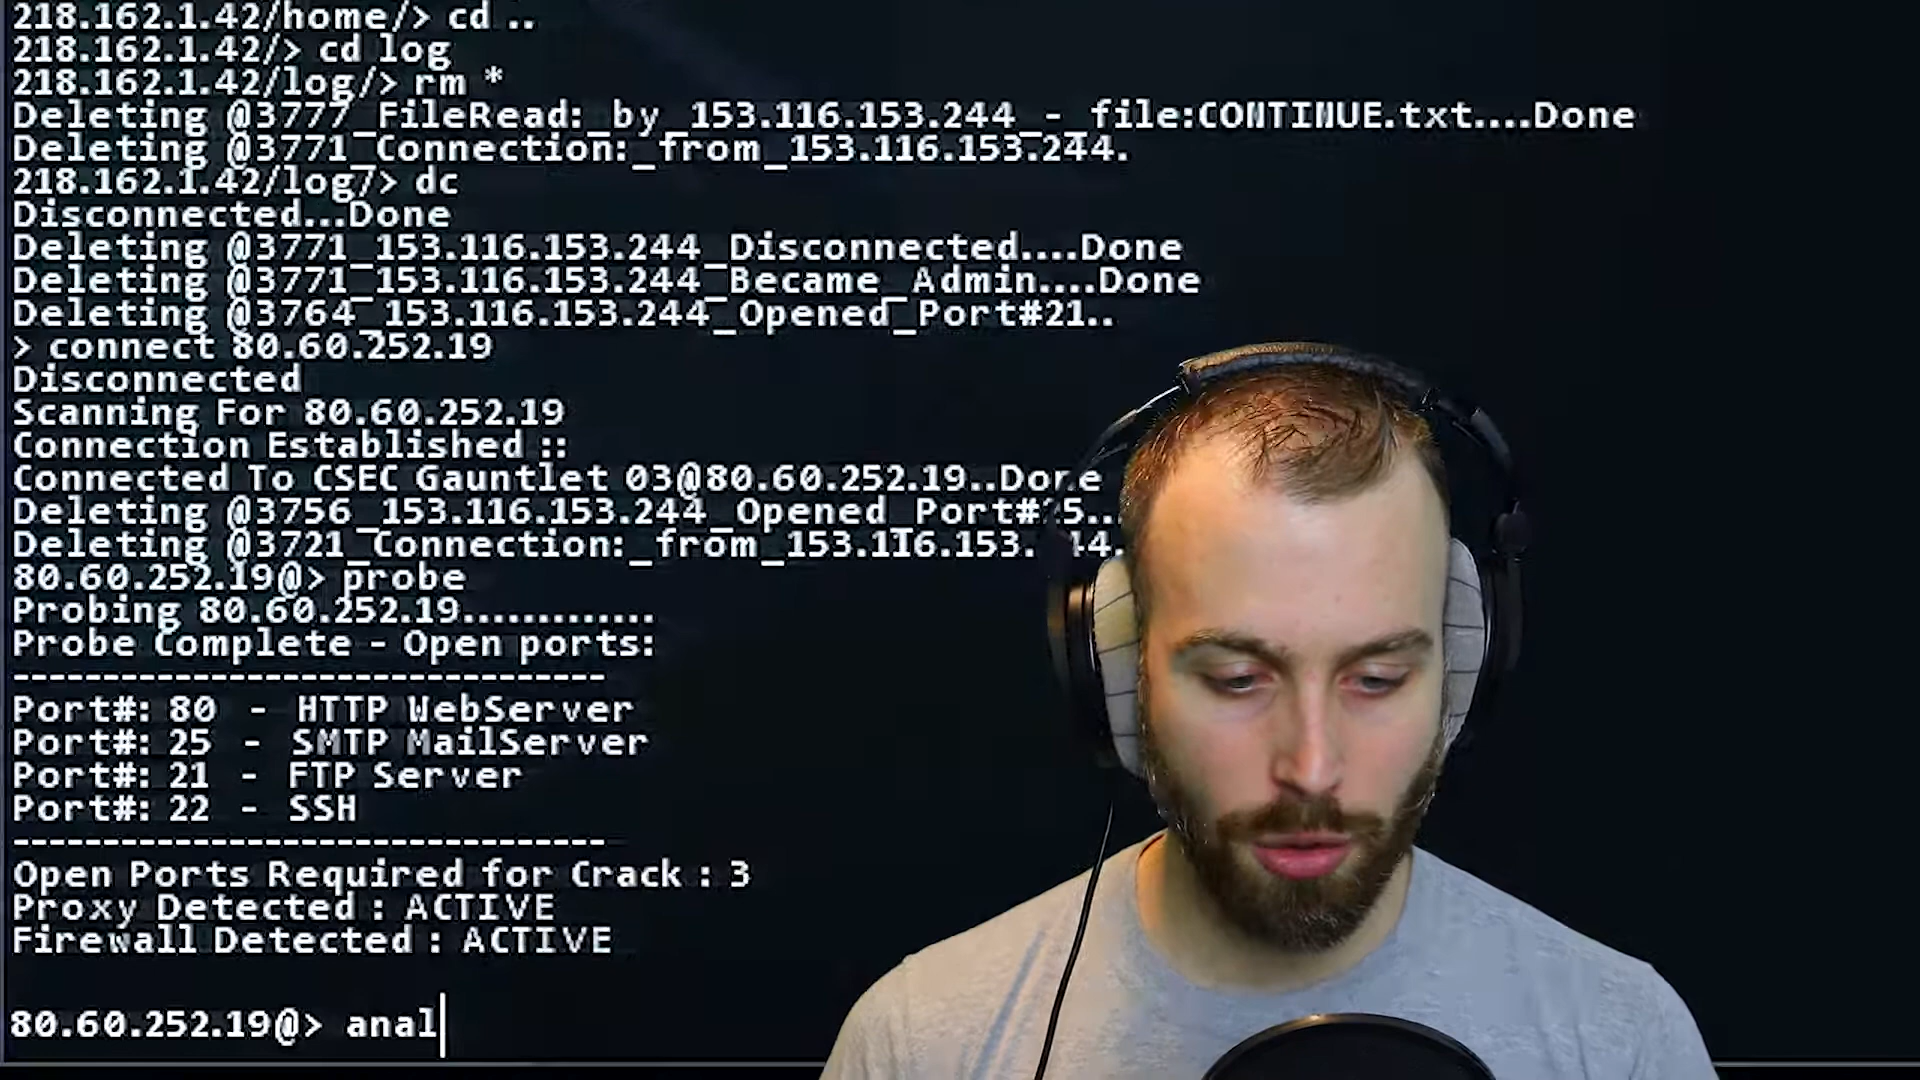 218.162.1.42/home/> cd ..
218.162.1.42/> cd log
218.162.1.42/log/> rm *
Deleting @3777_FileRead:_by_153.116.153.244_-_file:CONTINUE.txt....Done
Deleting @3771_Connection:_from_153.116.153.244.
218.162.1.42/log/> dc
Disconnected...Done
Deleting @3771_153.116.153.244_Disconnected....Done
Deleting @3771_153.116.153.244_Became_Admin....Done
Deleting @3764_153.116.153.244_Opened_Port#21..
> connect 80.60.252.19
Disconnected
Scanning For 80.60.252.19
Connection Established ::
Connected To CSEC Gauntlet 03@80.60.252.19..Done
Deleting @3756_153.116.153.244_Opened_Port#25..
Deleting @3721_Connection:_from_153.116.153. 44.
80.60.252.19@> probe
Probing 80.60.252.19.............
Probe Complete - Open ports:
---------------------------------
Port#: 80 - HTTP WebServer
Port#: 25 - SMTP MailServer
Port#: 21 - FTP Server
Port#: 22 - SSH
---------------------------------
Open Ports Required for Crack : 3
Proxy Detected : ACTIVE
Firewall Detected : ACTIVE
80.60.252.19@> anal